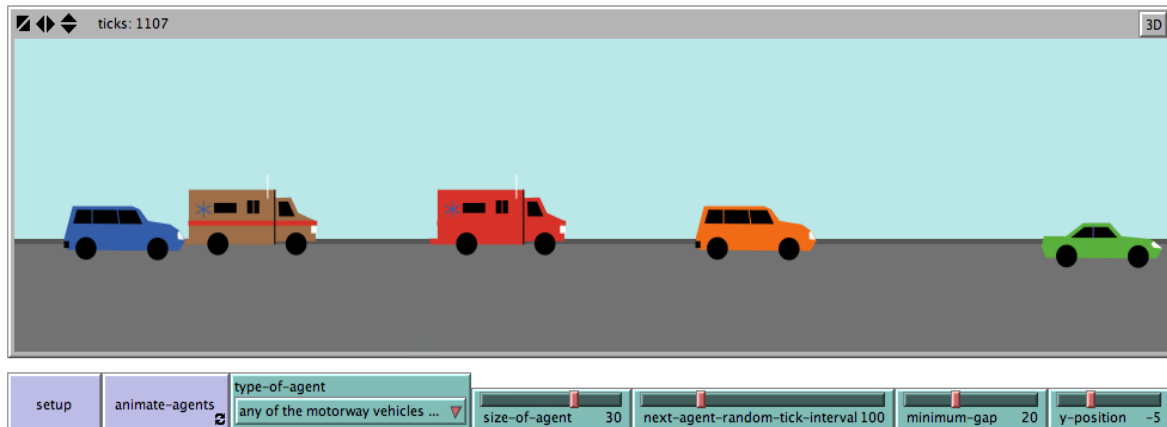 ticks: 1107
3D
setup
animate-agents
type-of-agent
any of the motorway vehicles ...
size-of-agent 30
next-agent-random-tick-interval 100
minimum-gap 20
y-position -5